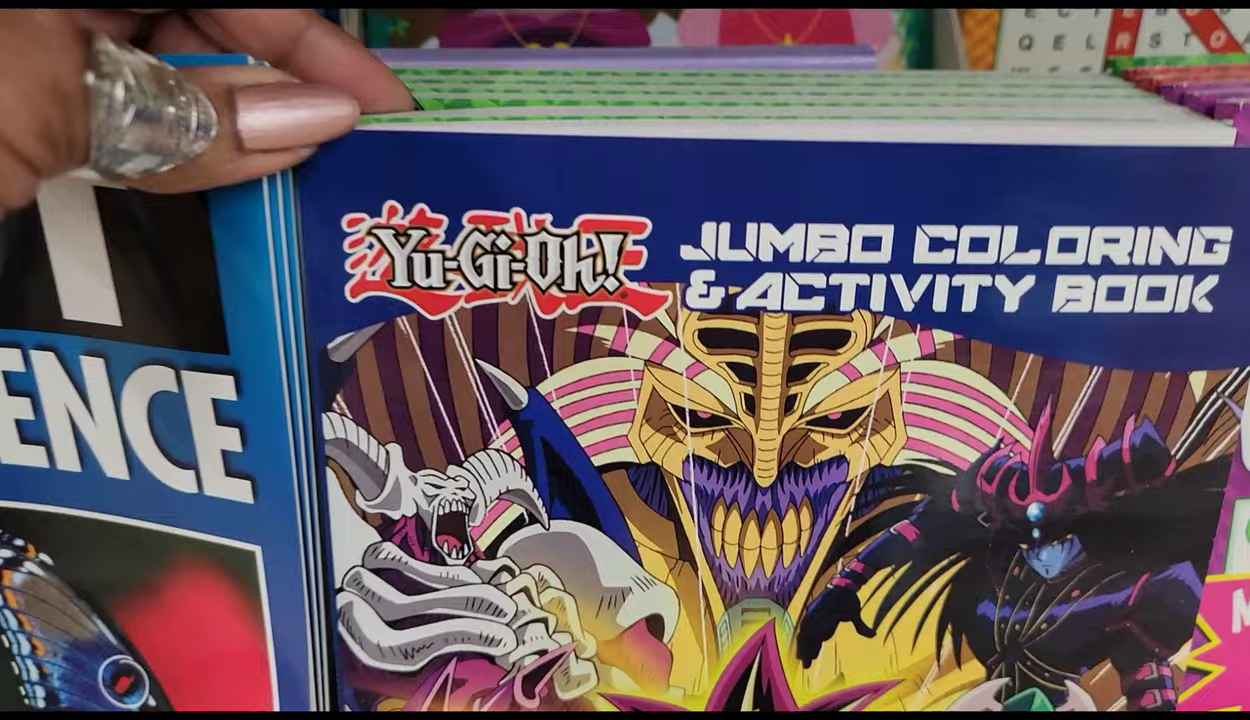 Yu-Gi-Oh!
JUMBO COLORING
& ACTIVITY BOOK
ENCE
Q E L R S T O